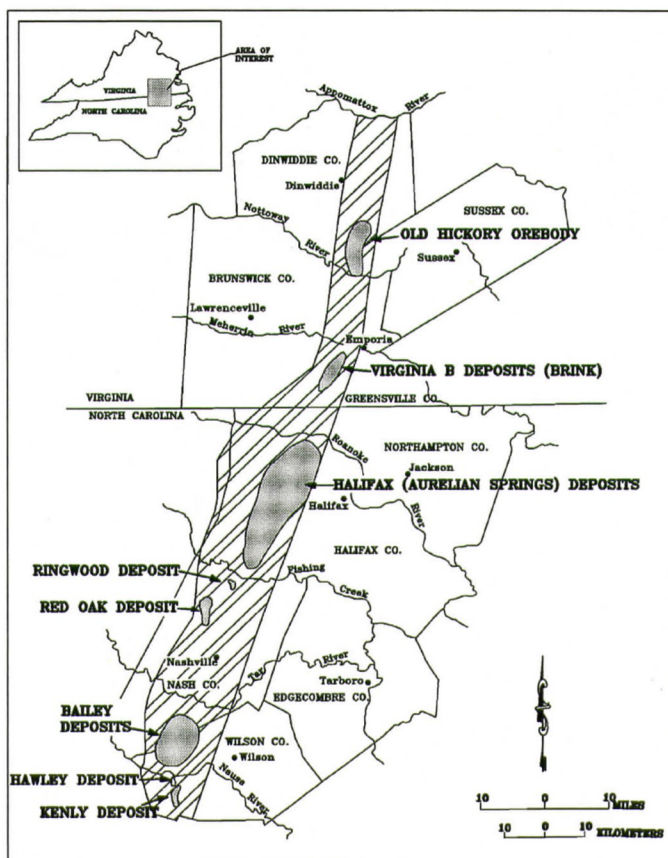 AREA OF
INTEREST
VIRGINIA
NORTH CAROLINA
Appomattox River
DINWIDDIE CO.
Dinwiddie
Nottoway River
SUSSEX CO.
OLD HICKORY OREBODY
Sussex
BRUNSWICK CO.
Lawrenceville
Meherrin River
Emporia
VIRGINIA B DEPOSITS (BRINK)
VIRGINIA
GREENSVILLE CO.
NORTH CAROLINA
Roanoke River
NORTHAMPTON CO.
Jackson
HALIFAX (AURELIAN SPRINGS) DEPOSITS
Halifax
HALIFAX CO.
RINGWOOD DEPOSIT
Fishing Creek
RED OAK DEPOSIT
Nashville
NASH CO.
Tar River
Tarboro
EDGECOMBRE CO.
BAILEY
DEPOSITS
WILSON CO.
Wilson
HAWLEY DEPOSIT
Neuse River
KENLY DEPOSIT
10 0 10
MILES
10 0 10
KILOMETERS